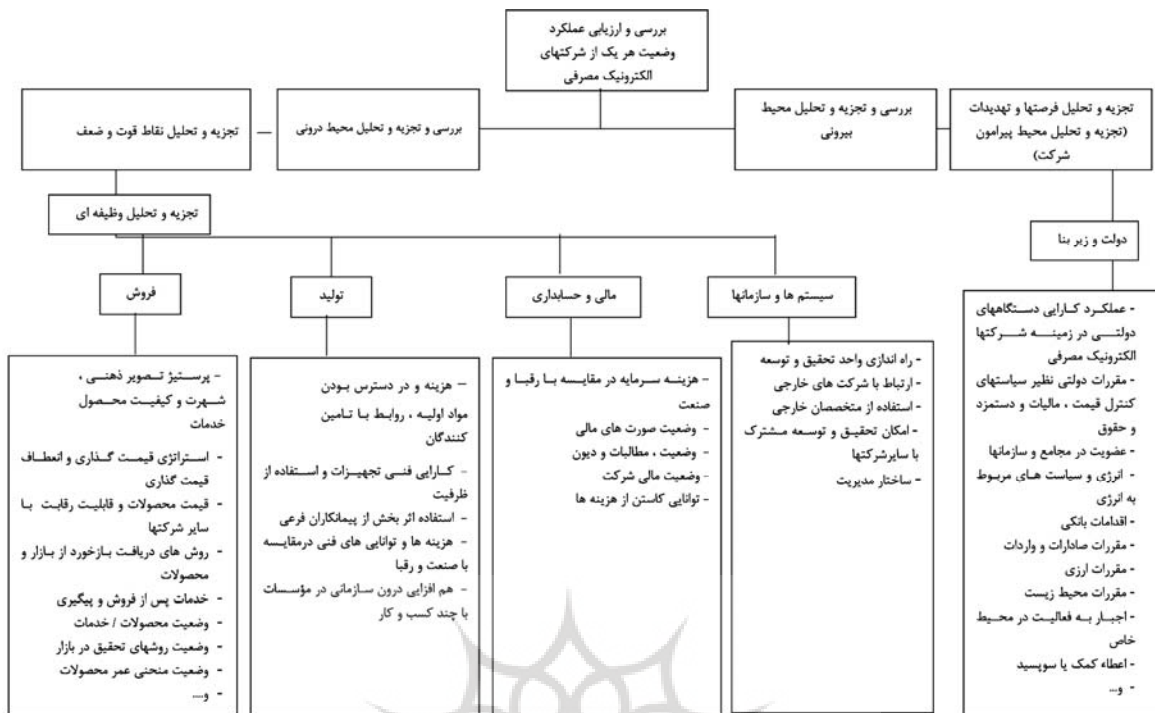 بررسی و ارزیابی عملکرد
وضعیت هر یک از شرکتهای
الکترونیک مصرفی
تجزیه و تحلیل فرصتها و تهدیدات
(تجزیه و تحلیل محیط پیرامون
شرکت)
بررسی و تجزیه و تحلیل محیط
بیرونی
بررسی و تجزیه و تحلیل محیط درونی
تجزیه و تحلیل نقاط قوت و ضعف
دولت و زیر بنا
تجزیه و تحلیل وظیفه ای
سیستم ها و سازمانها
مالی و حسابداری
تولید
فروش
- عملکرد کارایی دستگاههای
دولتی در زمینه شرکتها
الکترونیک مصرفی
- مقررات دولتی نظیر سیاستهای
کنترل قیمت ، مالیات و دستمزد
و حقوق
- عضویت در مجامع و سازمانها
- انرژی و سیاست های مربوط
به انرژی
- اقدامات بانکی
- مقررات صادارات و واردات
- مقررات ارزی
- مقررات محیط زیست
- اجبار به فعالیت در محیط
خاص
- اعطاء کمک یا سوپسید
- و...
- راه اندازی واحد تحقیق و توسعه
- ارتباط با شرکت های خارجی
- استفاده از متخصصان خارجی
- امکان تحقیق و توسعه مشترک
با سایرشرکتها
- ساختار مدیریت
- هزینه سرمایه در مقایسه با رقبا و
صنعت
- وضعیت صورت های مالی
- وضعیت ، مطالبات و دیون
- وضعیت مالی شرکت
- توانایی کاستن از هزینه ها
- هزینه و در دسترس بودن
مواد اولیه ، روابط با تامین
کنندگان
- کارایی فنی تجهیزات و استفاده از
ظرفیت
- استفاده اثر بخش از پیمانکاران فرعی
- هزینه ها و توانایی های فنی درمقایسه
با صنعت و رقبا
- هم افزایی درون سازمانی در مؤسسات
با چند کسب و کار
- پرستیژ تصویر ذهنی ،
شهرت و کیفیت محصول
خدمات
- استراتژی قیمت گذاری و انعطاف
قیمت گذاری
- قیمت محصولات و قابلیت رقابت با
سایر شرکتها
- روش های دریافت بازخورد از بازار و
محصولات
- خدمات پس از فروش و پیگیری
- وضعیت محصولات / خدمات
- وضعیت روشهای تحقیق در بازار
- وضعیت منحنی عمر محصولات
- و....